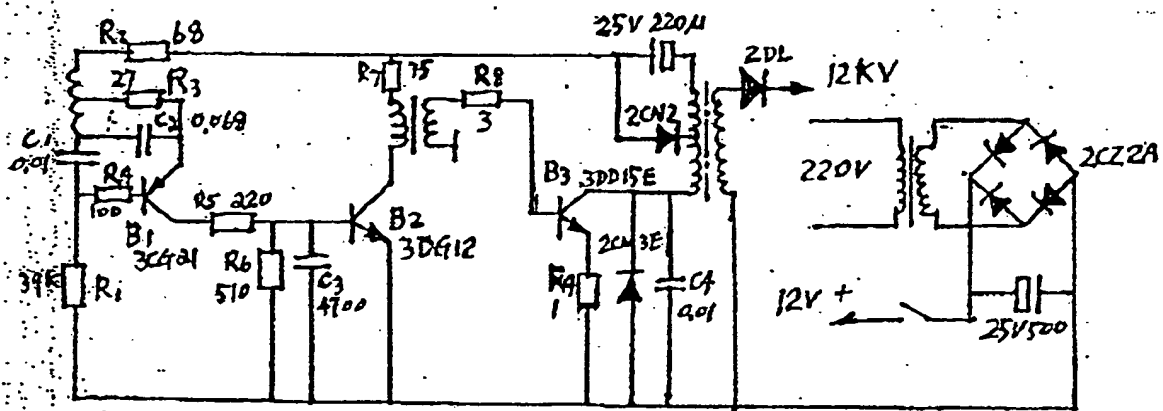 R2 68
25V 220μ
2DL
12KV
27 R3
R7 75
R8
3
2CN2
C2 0.068
C1
0.01
R4
100
B1
3CG21
R5 220
B2
3DG12
B3 3DD15E
220V
2CZ2A
39K R1
R6
510
C3
4700
2CN3E
1
C4
0.01
12V +
25V500